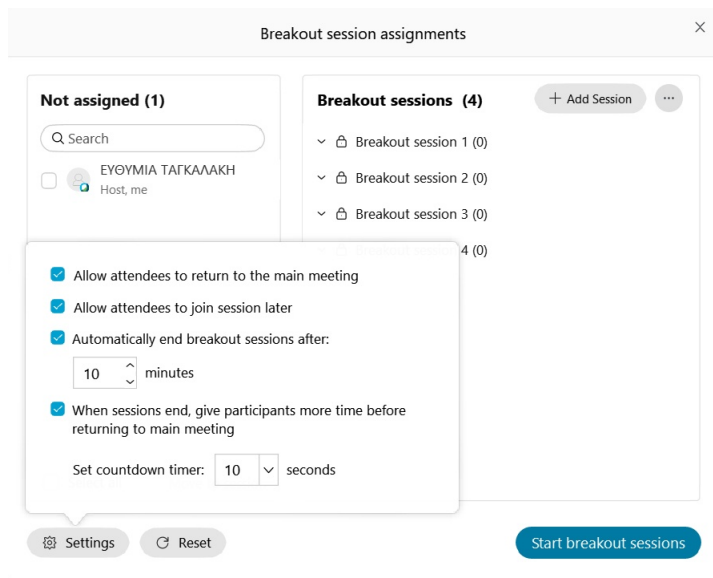 Breakout session assignments
Not assigned (1)
Search
ΕΥΘΥΜΙΑ ΤΑΓΚΑΛΑΚΗ
Host, me
Breakout sessions (4)
+ Add Session
...
Breakout session 1 (0)
Breakout session 2 (0)
Breakout session 3 (0)
4 (0)
Allow attendees to return to the main meeting
Allow attendees to join session later
Automatically end breakout sessions after:
10 minutes
When sessions end, give participants more time before
returning to main meeting
Set countdown timer: 10 seconds
Settings
Reset
Start breakout sessions